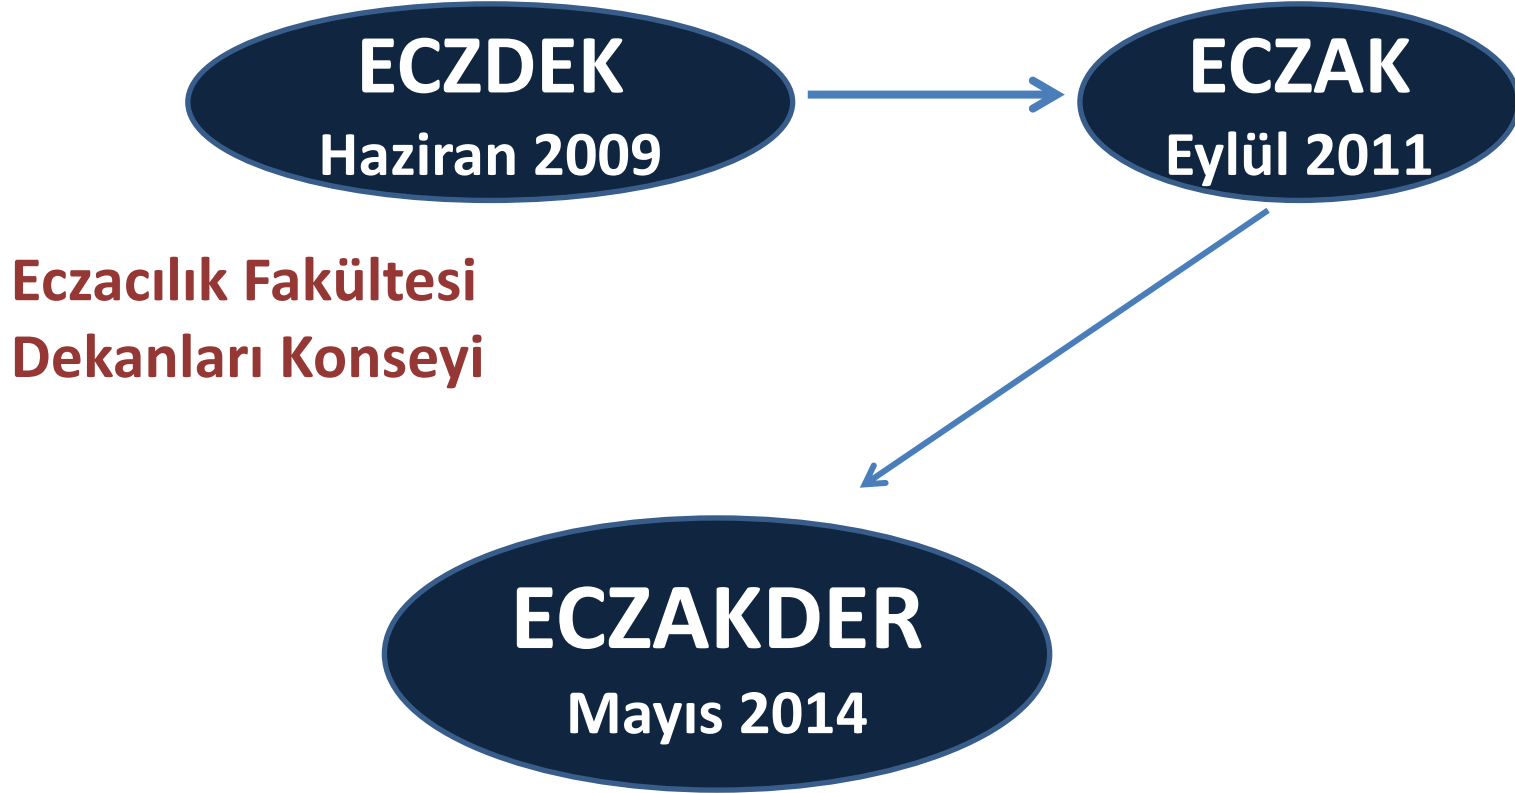 ECZDEK
Haziran 2009
ECZAK
Eylül 2011
Eczacılık Fakültesi
Dekanları Konseyi
ECZAKDER
Mayıs 2014